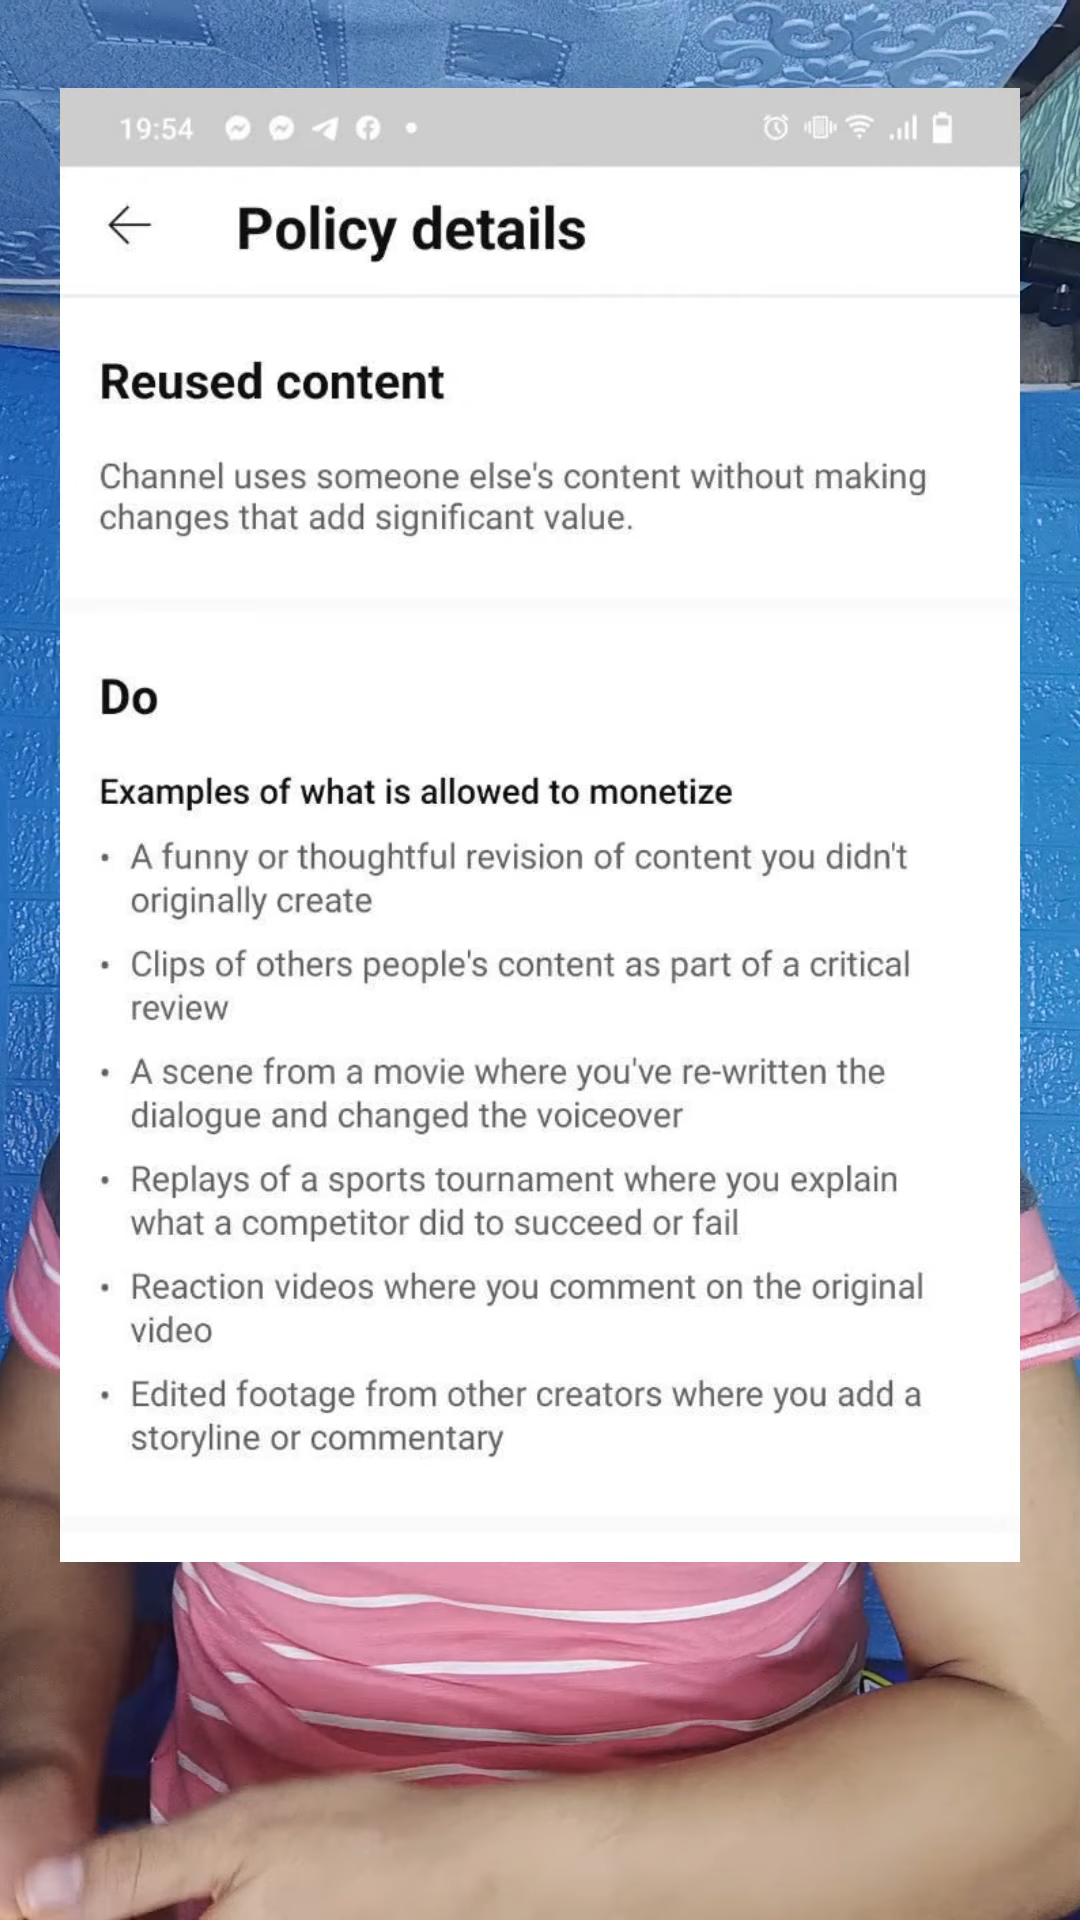 19:54
Policy details
Reused content
Channel uses someone else's content without making
changes that add significant value.
Do
Examples of what is allowed to monetize
• A funny or thoughtful revision of content you didn't
originally create
• Clips of others people's content as part of a critical
review
• A scene from a movie where you've re-written the
dialogue and changed the voiceover
• Replays of a sports tournament where you explain
what a competitor did to succeed or fail
• Reaction videos where you comment on the original
video
• Edited footage from other creators where you add a
storyline or commentary